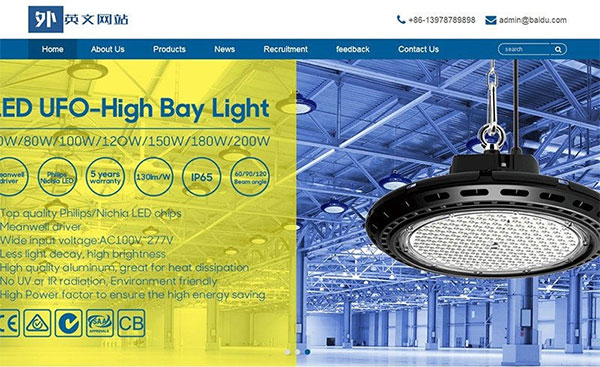 外 英文网站
+86-13978789898 admin@baidu.com
Home About Us Products News Recruitment feedback Contact Us search
ED UFO-High Bay Light
0W/80W/100W/120W/150W/180W/200W
eanwell driver
Philips Nichia LED
5 years warranty
130lm/W
IP65
60/90/120 Beam angle
Top quality Philips/Nichia LED chips
Meanwell driver
Wide input voltage:AC100V, 277V
Less light decay, high brightness
High quality aluminum, great for heat dissipation
No UV or IR radiation, Environment friendly
High Power factor to ensure the high energy saving
CE SAA APPROVALS CB